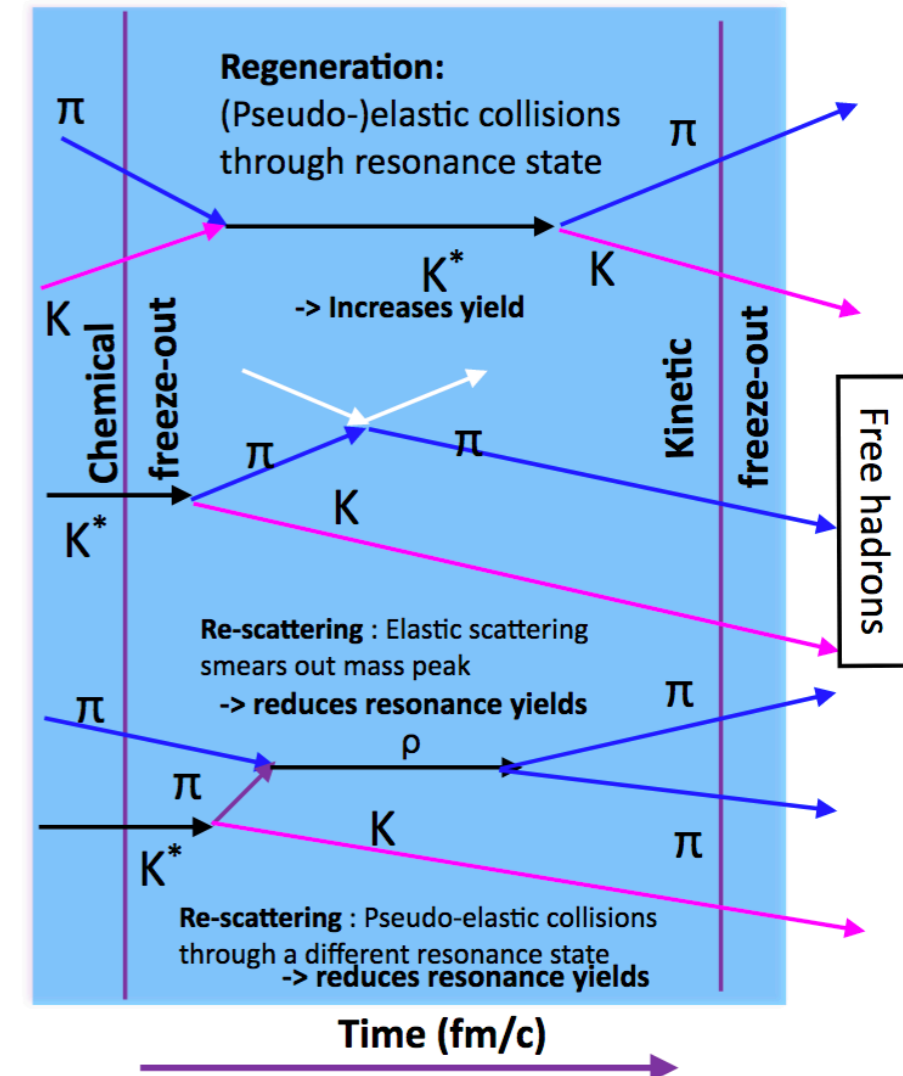 Regeneration:
(Pseudo-)elastic collisions
through resonance state
π
π
K*
K
K
-> Increases yield
Chemical
freeze-out
Kinetic
freeze-out
π
π
K
K*
Free hadrons
Re-scattering : Elastic scattering
smears out mass peak
-> reduces resonance yields
π
π
ρ
π
K
π
K*
Re-scattering : Pseudo-elastic collisions
through a different resonance state
-> reduces resonance yields
Time (fm/c)